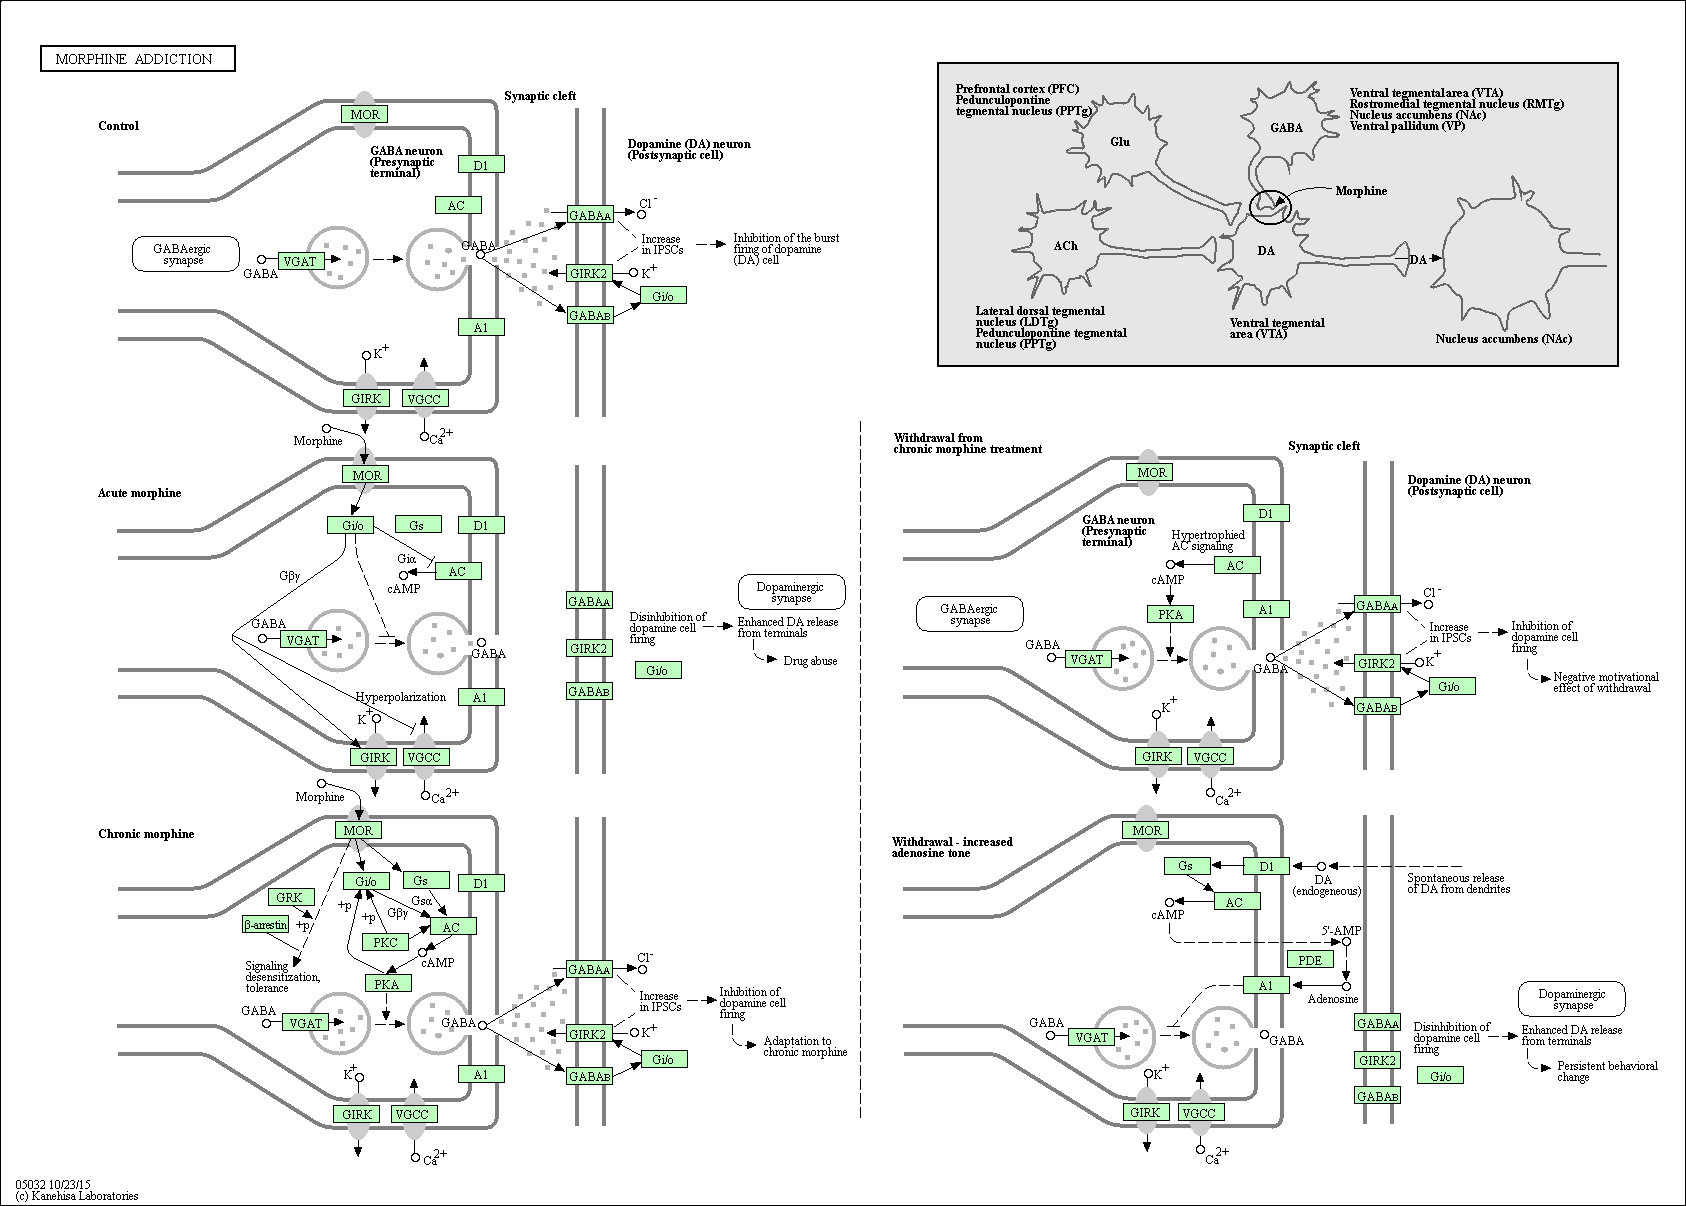 MORPHINE ADDICTION
Control
MOR
GABA neuron
(Presynaptic
terminal)
Synaptic cleft
Dopamine (DA) neuron
(Postsynaptic cell)
D1
AC
GABAergic
synapse
GABA
VGAT
GABA
GABAA
Cl-
Increase
in IPSCs
Inhibition of the burst
firing of dopamine
(DA) cell
GIRK2
K+
Gi/o
GABAB
A1
K+
GIRK
VGCC
Ca2+
Prefrontal cortex (PFC)
Pedunculopontine
tegmental nucleus (PPTg)
Glu
GABA
Ventral tegmental area (VTA)
Rostromedial tegmental nucleus (RMTg)
Nucleus accumbens (NAc)
Ventral pallidum (VP)
Morphine
ACh
DA
DA
Lateral dorsal tegmental
nucleus (LDTg)
Pedunculopontine tegmental
nucleus (PPTg)
Ventral tegmental
area (VTA)
Nucleus accumbens (NAc)
Acute morphine
Morphine
MOR
Gi/o
Gs
D1
Giα
AC
cAMP
Gβγ
GABA
VGAT
GABA
Hyperpolarization
A1
K+
GIRK
VGCC
Ca2+
GABAA
GIRK2
Gi/o
GABAB
Disinhibition of
dopamine cell
firing
Dopaminergic
synapse
Enhanced DA release
from terminals
Drug abuse
Chronic morphine
Morphine
MOR
Gi/o
Gs
D1
GRK
β-arrestin
+p
+p
+p
Gβγ
Gsα
AC
PKC
cAMP
PKA
Signaling
desensitization,
tolerance
GABA
VGAT
GABA
A1
K+
GIRK
VGCC
Ca2+
GABAA
Cl-
Increase
in IPSCs
Inhibition of
dopamine cell
firing
GIRK2
K+
Gi/o
GABAB
Adaptation to
chronic morphine
Withdrawal from
chronic morphine treatment
MOR
Synaptic cleft
Dopamine (DA) neuron
(Postsynaptic cell)
GABA neuron
(Presynaptic
terminal)
D1
Hypertrophied
AC signaling
AC
cAMP
PKA
A1
GABAergic
synapse
GABA
VGAT
GABA
GABAA
Cl-
Increase
in IPSCs
Inhibition of
dopamine cell
firing
GIRK2
K+
Gi/o
GABAB
Negative motivational
effect of withdrawal
K+
GIRK
VGCC
Ca2+
Withdrawal - increased
adenosine tone
MOR
Gs
D1
DA
(endogeneous)
Spontaneous release
of DA from dendrites
AC
cAMP
5'-AMP
PDE
A1
Adenosine
GABA
VGAT
GABA
K+
GIRK
VGCC
Ca2+
GABAA
GIRK2
Gi/o
GABAB
Disinhibition of
dopamine cell
firing
Dopaminergic
synapse
Enhanced DA release
from terminals
Persistent behavioral
change
05032 10/23/15
(c) Kanehisa Laboratories